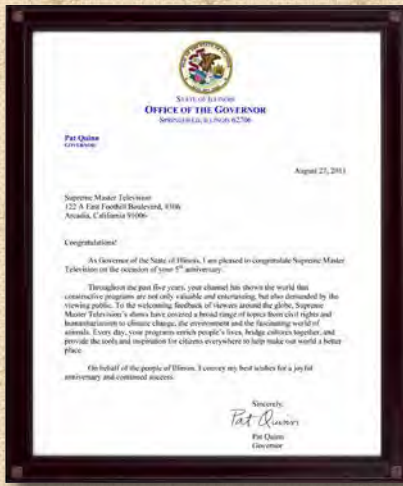 STATE OF ILLINOIS
OFFICE OF THE GOVERNOR
SPRINGFIELD, ILLINOIS 62706
Pat Quinn
GOVERNOR
August 23, 2011
Supreme Master Television
122 A East Foothill Boulevard, #306
Arcadia, California 91006
Congratulations!
As Governor of the State of Illinois, I am pleased to congratulate Supreme Master
Television on the occasion of your 5th anniversary.
Throughout the past five years, your channel has shown the world that
constructive programs are not only valuable and entertaining, but also demanded by the
viewing public. To the welcoming feedback of viewers around the globe, Supreme
Master Television's shows have covered a broad range of topics from civil rights and
humanitarianism to climate change, the environment and the fascinating world of
animals. Every day, your programs enrich people's lives, bridge cultures together, and
provide the tools and inspiration for citizens everywhere to help make our world a better
place.
On behalf of the people of Illinois, I convey my best wishes for a joyful
anniversary and continued success.
Sincerely,
Pat Quinn
Pat Quinn
Governor